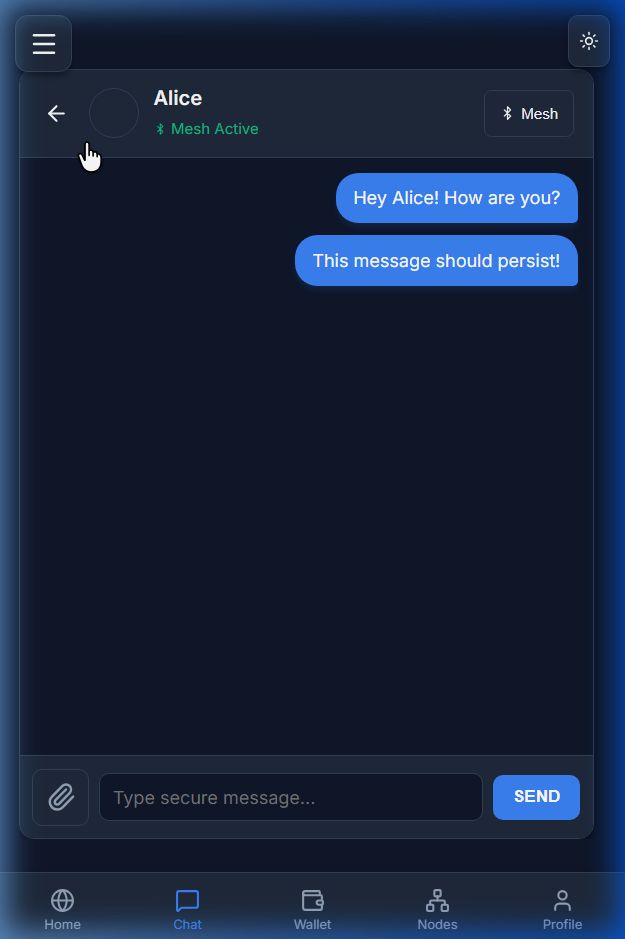 Alice
Mesh Active
Mesh
Hey Alice! How are you?
This message should persist!
Type secure message...
SEND
Home
Chat
Wallet
Nodes
Profile